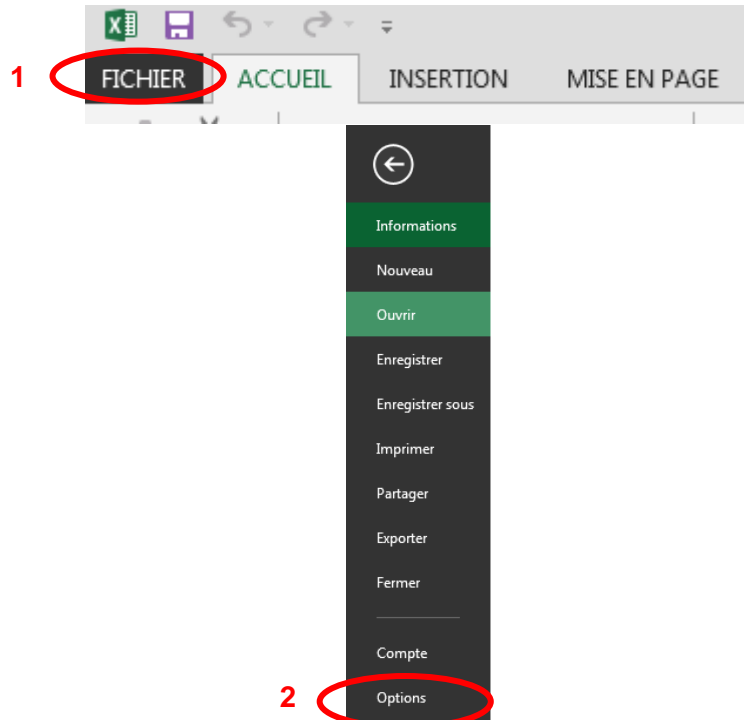 1 FICHIER ACCUEIL INSERTION MISE EN PAGE
Informations
Nouveau
Ouvrir
Enregistrer
Enregistrer sous
Imprimer
Partager
Exporter
Fermer
Compte
2 Options